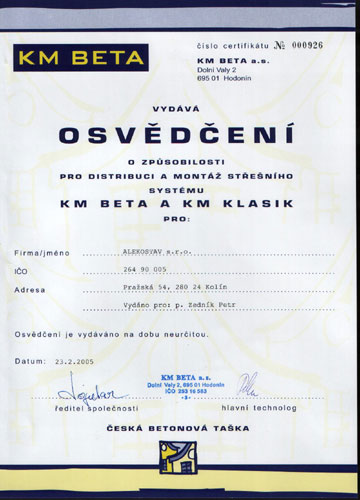 KM BETA
číslo certifikátu № 000926
KM BETA a.s.
Dolní Valy 2
695 01 Hodonín
VYDÁVÁ
OSVĚDČENÍ
O ZPŮSOBILOSTI
PRO DISTRIBUCI A MONTÁŽ STŘEŠNÍHO
SYSTÉMU
KM BETA A KM KLASIK
PRO:
Firma/jméno ALEKOSTAV s.r.o.
IČO 264 90 005
Adresa Pražská 54, 280 24 Kolín
Vydáno pro: p. Zedník Petr
Osvědčení je vydáváno na dobu neurčitou.
Datum: 23.2.2005
KM BETA a.s.
Dolní Valy 2, 695 01 Hodonín
IČO 253 10 583
ředitel společnosti hlavní technolog
ČESKÁ BETONOVÁ TAŠKA